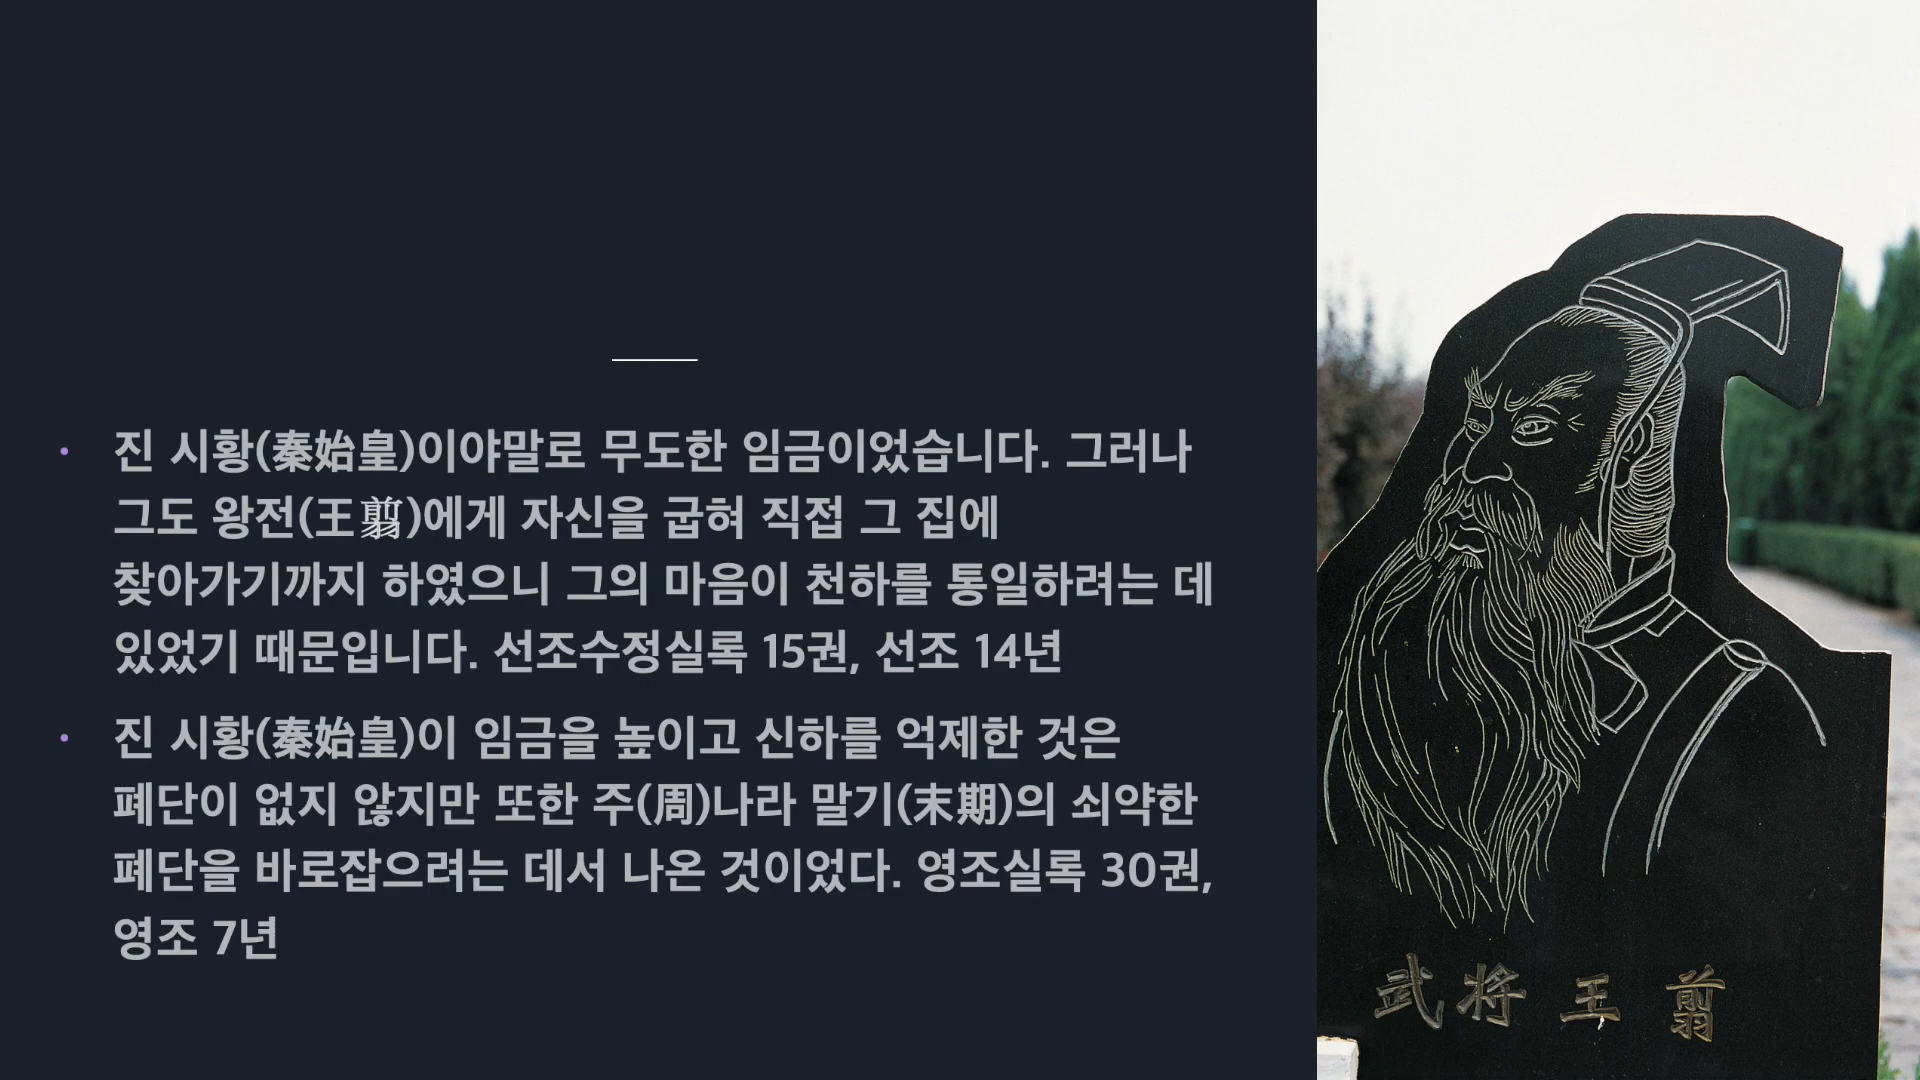 진 시황(秦始皇)이야말로 무도한 임금이었습니다. 그러나
그도 왕전(王翦)에게 자신을 굽혀 직접 그 집에
찾아가기까지 하였으니 그의 마음이 천하를 통일하려는 데
있었기 때문입니다. 선조수정실록 15권, 선조 14년
진 시황(秦始皇)이 임금을 높이고 신하를 억제한 것은
폐단이 없지 않지만 또한 주(周)나라 말기(末期)의 쇠약한
폐단을 바로잡으려는 데서 나온 것이었다. 영조실록 30권,
영조 7년
武将 王 翦